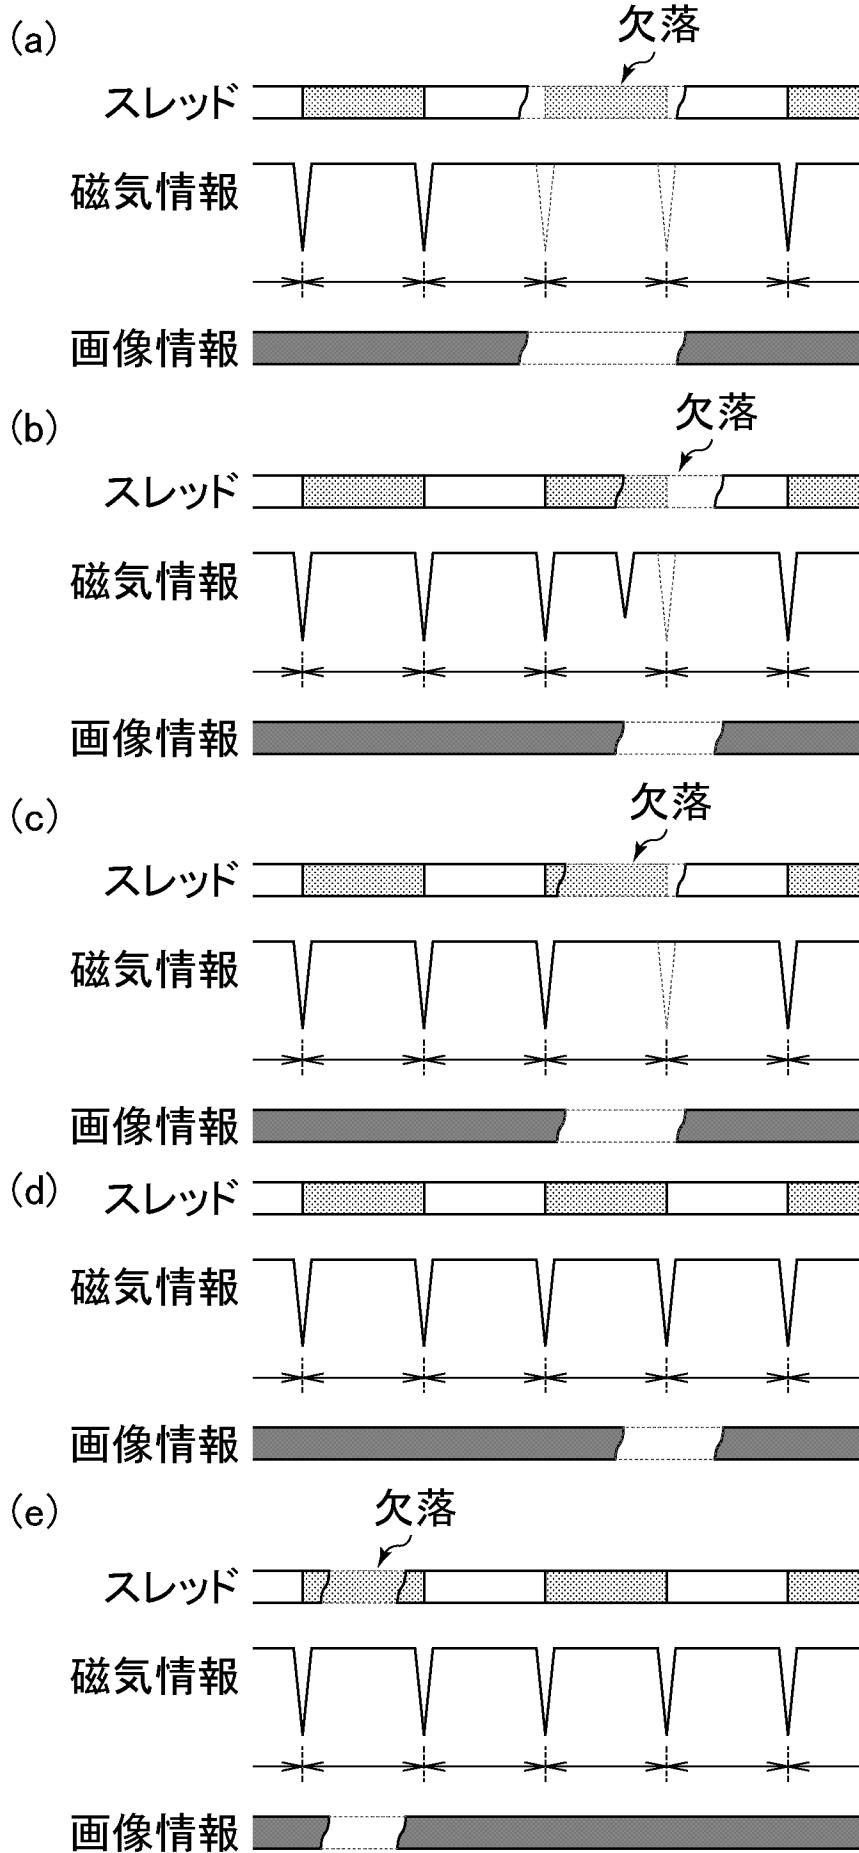 (a)
欠落
スレッド
磁気情報
画像情報
(b)
欠落
スレッド
磁気情報
画像情報
(c)
欠落
スレッド
磁気情報
画像情報
(d)
スレッド
磁気情報
画像情報
(e)
欠落
スレッド
磁気情報
画像情報